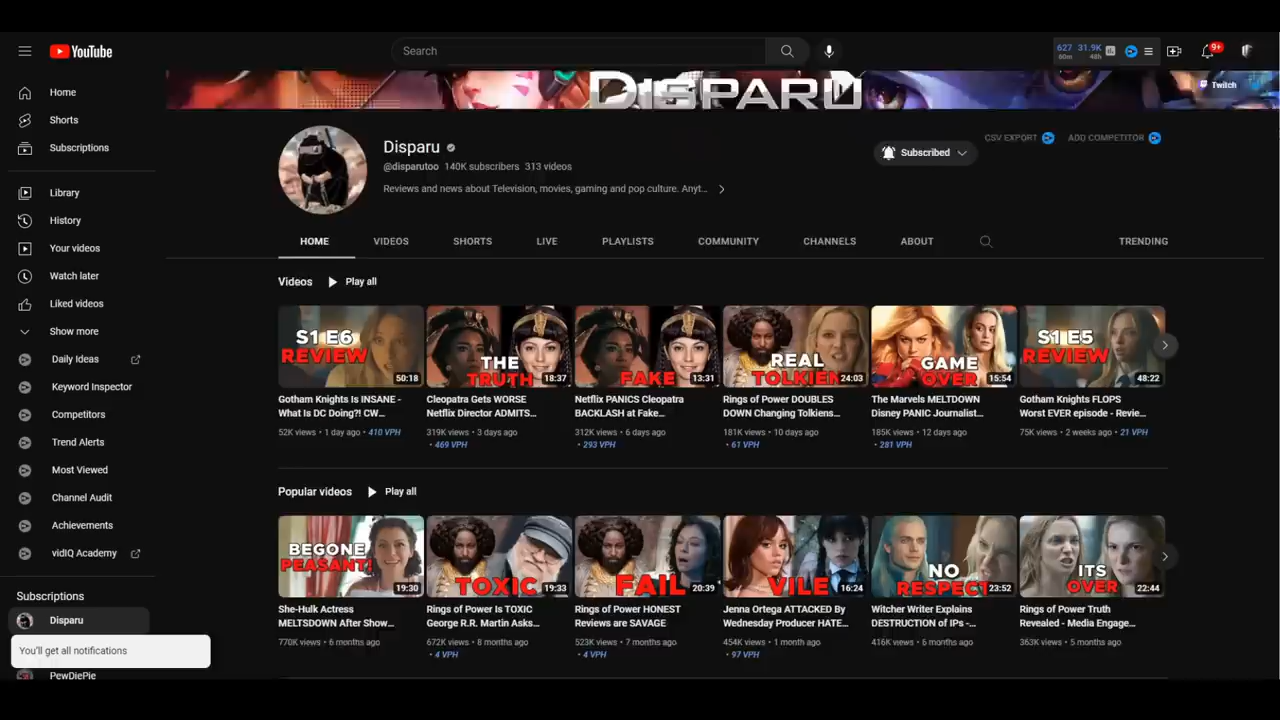 YouTube
Search
627 31.9K
60m 48h
9+
Home
Shorts
Subscriptions
Library
History
Your videos
Watch later
Liked videos
Show more
Daily Ideas
Keyword Inspector
Competitors
Trend Alerts
Most Viewed
Channel Audit
Achievements
vidIQ Academy
Subscriptions
Disparu
You'll get all notifications
PewDiePie
DISPARU
Twitch
Disparu
@disparutoo 140K subscribers 313 videos
Reviews and news about Television, movies, gaming and pop culture. Anyt...
Subscribed
CSV EXPORT
ADD COMPETITOR
HOME VIDEOS SHORTS LIVE PLAYLISTS COMMUNITY CHANNELS ABOUT TRENDING
Videos Play all
S1 E6
REVIEW
50:18
Gotham Knights Is INSANE -
What Is DC Doing?! CW...
52K views • 1 day ago • 410 VPH
THE
TRUTH
18:37
Cleopatra Gets WORSE
Netflix Director ADMITS...
319K views • 3 days ago
• 469 VPH
FAKE
13:31
Netflix PANICS Cleopatra
BACKLASH at Fake...
312K views • 6 days ago
• 293 VPH
REAL
TOLKIEN
24:03
Rings of Power DOUBLES
DOWN Changing Tolkiens...
181K views • 10 days ago
• 61 VPH
GAME
OVER
15:54
The Marvels MELTDOWN
Disney PANIC Journalist...
185K views • 12 days ago
• 281 VPH
S1 E5
REVIEW
48:22
Gotham Knights FLOPS
Worst EVER episode - Revie...
75K views • 2 weeks ago • 21 VPH
Popular videos Play all
BEGONE
PEASANT!
19:30
She-Hulk Actress
MELTDOWN After Show...
770K views • 6 months ago
TOXIC
19:33
Rings of Power Is TOXIC
George R.R. Martin Asks...
672K views • 8 months ago
• 4 VPH
FAIL
20:39
Rings of Power HONEST
Reviews are SAVAGE
523K views • 7 months ago
• 4 VPH
VILE
16:24
Jenna Ortega ATTACKED By
Wednesday Producer HATE...
454K views • 1 month ago
• 97 VPH
NO
RESPECT
23:52
Witcher Writer Explains
DESTRUCTION of IPs -...
416K views • 6 months ago
ITS
OVER
22:44
Rings of Power Truth
Revealed - Media Engage...
363K views • 5 months ago